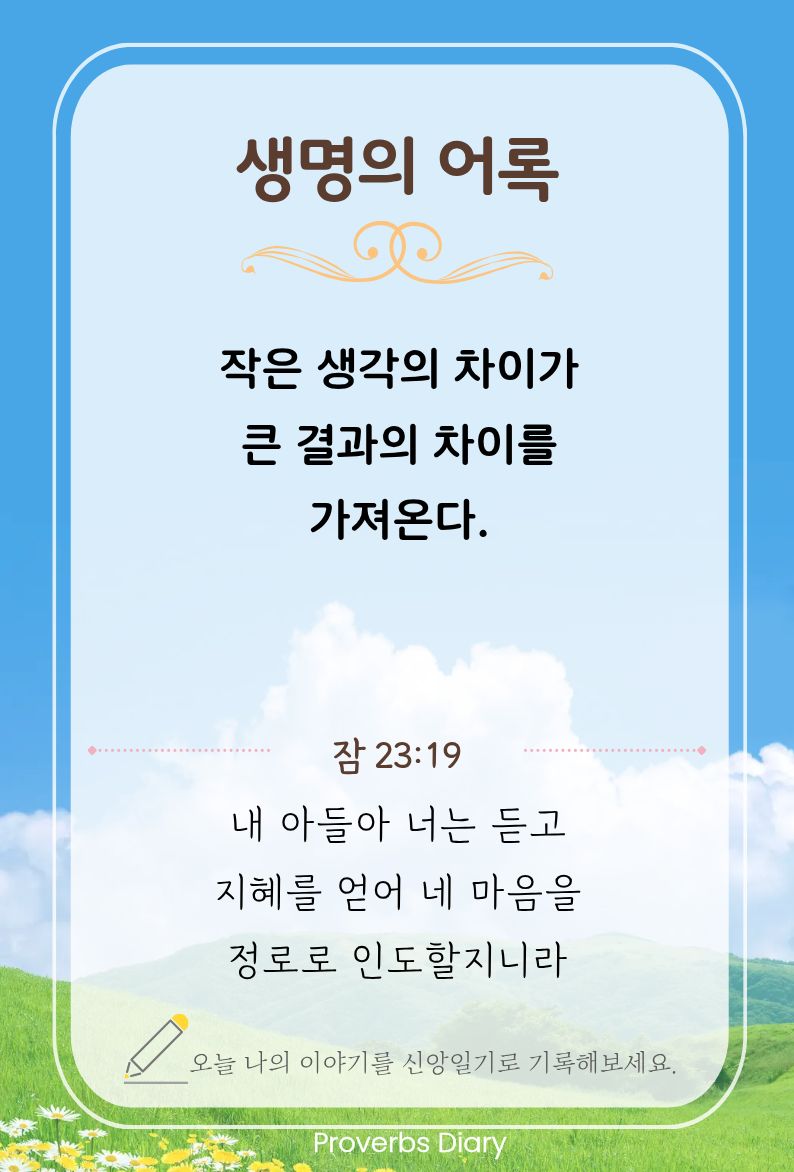 생명의 어록
작은 생각의 차이가
큰 결과의 차이를
가져온다.
잠 23:19
내 아들아 너는 듣고
지혜를 얻어 네 마음을
정로로 인도할지니라
오늘 나의 이야기를 신앙일기로 기록해보세요.
Proverbs Diary